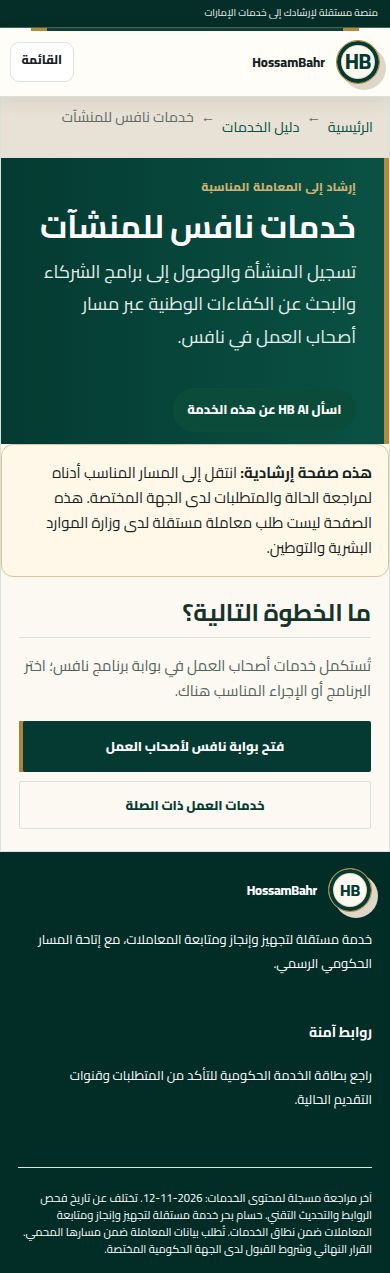 منصة مستقلة لإرشادك إلى خدمات الإمارات
HB
HossamBahr
القائمة
الرئيسية ← دليل الخدمات ← خدمات نافس للمنشآت
إرشاد إلى المعاملة المناسبة
خدمات نافس للمنشآت
تسجيل المنشأة والوصول إلى برامج الشركاء
والبحث عن الكفاءات الوطنية عبر مسار
أصحاب العمل في نافس.
اسأل HB AI عن هذه الخدمة
هذه صفحة إرشادية: انتقل إلى المسار المناسب أدناه
لمراجعة الحالة والمتطلبات لدى الجهة المختصة. هذه
الصفحة ليست طلب معاملة مستقلة لدى وزارة الموارد
البشرية والتوطين.
ما الخطوة التالية؟
تُستكمل خدمات أصحاب العمل في بوابة برنامج نافس؛ اختر
البرنامج أو الإجراء المناسب هناك.
فتح بوابة نافس لأصحاب العمل
خدمات العمل ذات الصلة
HB
HossamBahr
خدمة مستقلة لتجهيز وإنجاز ومتابعة المعاملات، مع إتاحة المسار
الحكومي الرسمي.
روابط آمنة
راجع بطاقة الخدمة الحكومية للتأكد من المتطلبات وقنوات
التقديم الحالية.
آخر مراجعة مسجلة لمحتوى الخدمات: 2026-11-12. تختلف عن تاريخ فحص
الروابط والتحديث التقني. حسام بحر خدمة مستقلة لتجهيز وإنجاز ومتابعة
المعاملات ضمن نطاق الخدمات. تُطلب بيانات المعاملة ضمن مسارها المحمي.
القرار النهائي وشروط القبول لدى الجهة الحكومية المختصة.